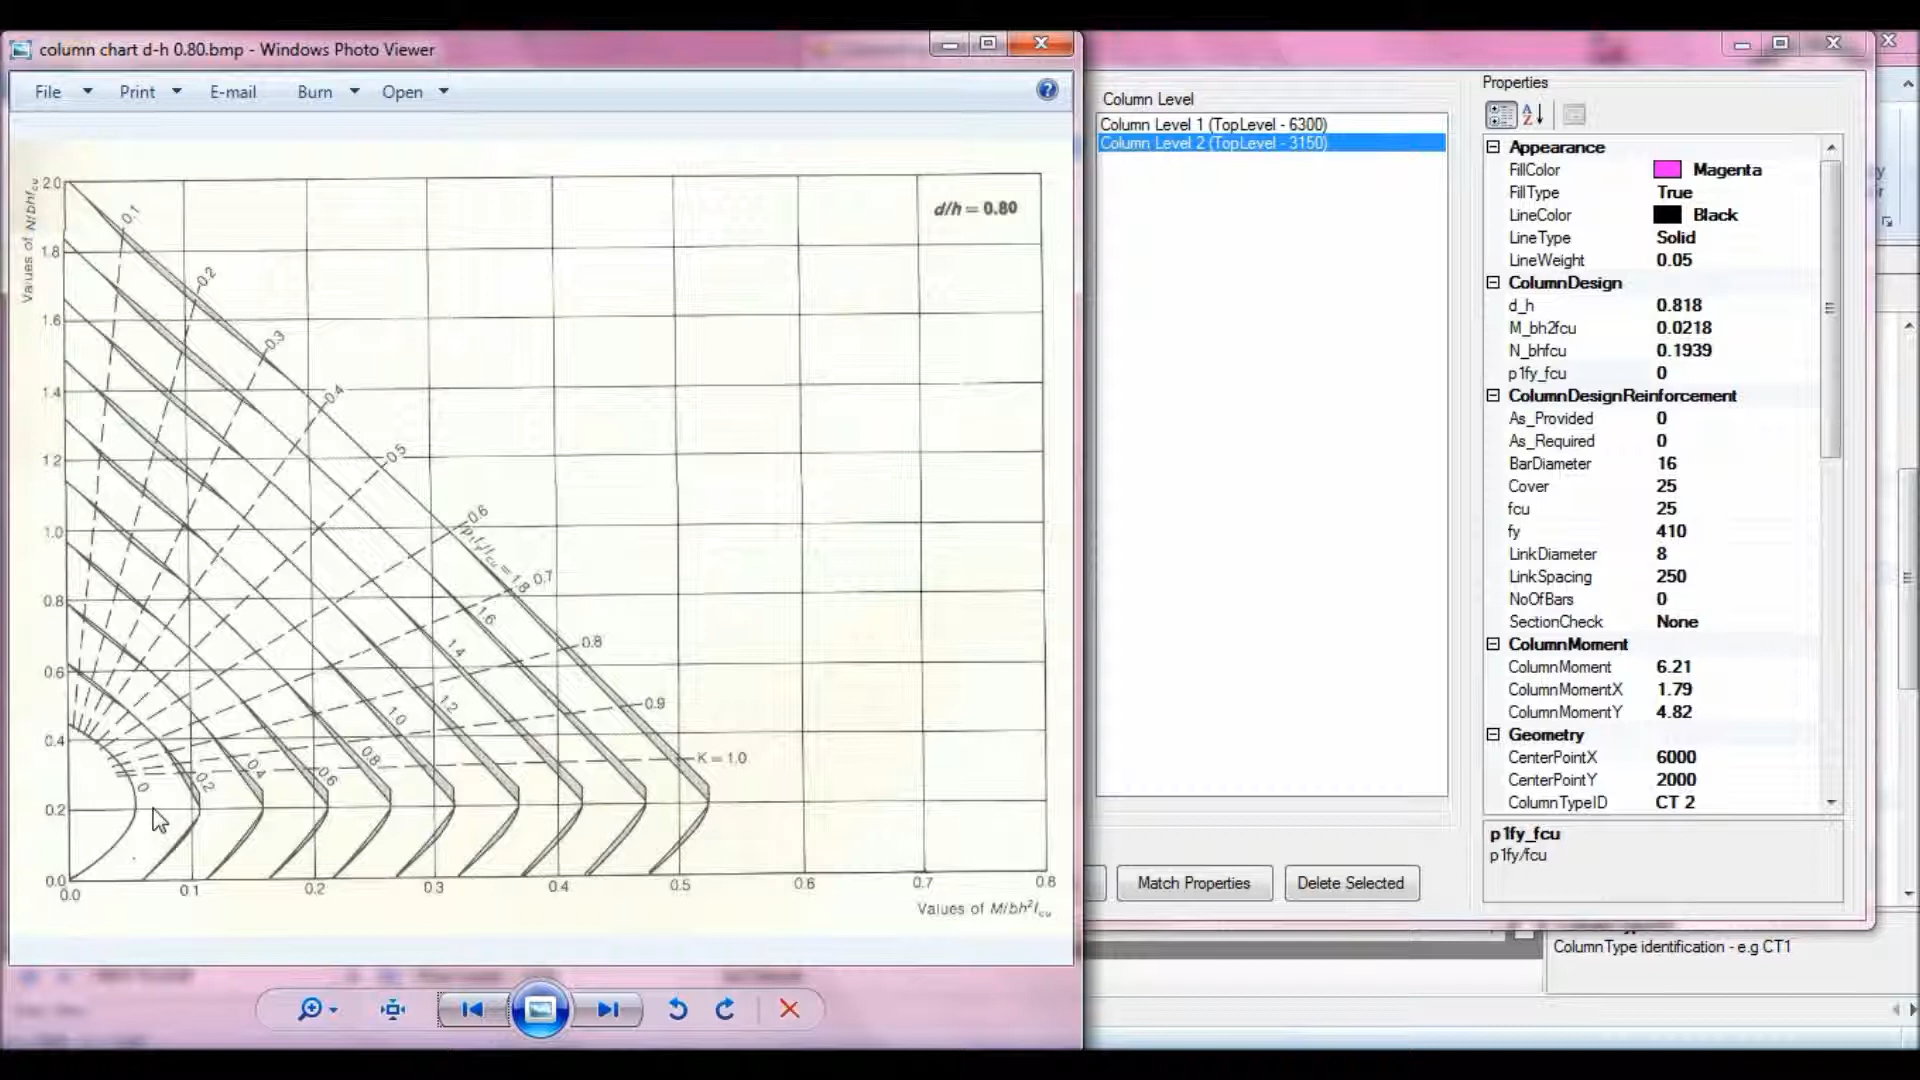 column chart d-h 0.80.bmp - Windows Photo Viewer
File Print E-mail Burn Open
Values of N/bhfcu
2.0
1.8
1.6
1.4
1.2
1.0
0.8
0.6
0.4
0.2
0.0
d/h = 0.80
0.1
0.2
0.3
0.4
0.5
0.6
0.7
0.8
0.9
K = 1.0
p₁fy/fcu = 1.8
1.6
1.4
1.2
1.0
0.8
0.6
0.4
0.2
0
0.0 0.1 0.2 0.3 0.4 0.5 0.6 0.7 0.8
Values of M/bh²fcu
Column Level
Column Level 1 (TopLevel - 6300)
Column Level 2 (TopLevel - 3150)
Match Properties
Delete Selected
Properties
Appearance
FillColor Magenta
FillType True
LineColor Black
LineType Solid
LineWeight 0.05
ColumnDesign
d_h 0.818
M_bh2fcu 0.0218
N_bhfcu 0.1939
p1fy_fcu 0
ColumnDesignReinforcement
As_Provided 0
As_Required 0
BarDiameter 16
Cover 25
fcu 25
fy 410
LinkDiameter 8
LinkSpacing 250
NoOfBars 0
SectionCheck None
ColumnMoment
ColumnMoment 6.21
ColumnMomentX 1.79
ColumnMomentY 4.82
Geometry
CenterPointX 6000
CenterPointY 2000
ColumnTypeID CT 2
p1fy_fcu
p1fy/fcu
ColumnType identification - e.g CT1